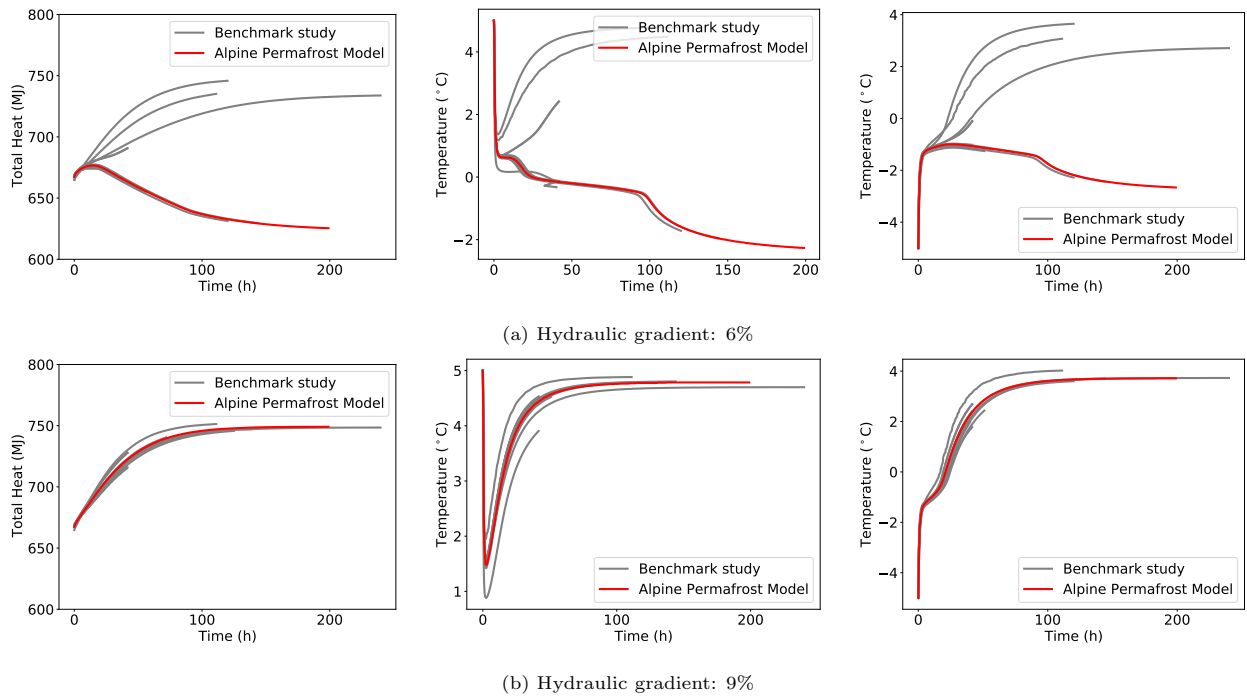 800
750
700
650
600
Total Heat (MJ)
0
100
200
Time (h)
Benchmark study
Alpine Permafrost Model
4
2
0
−2
Temperature (°C)
0
50
100
150
200
Time (h)
Benchmark study
Alpine Permafrost Model
4
2
0
−2
−4
Temperature (°C)
0
100
200
Time (h)
Benchmark study
Alpine Permafrost Model
(a) Hydraulic gradient: 6%
800
750
700
650
600
Total Heat (MJ)
0
100
200
Time (h)
Benchmark study
Alpine Permafrost Model
5
4
3
2
1
Temperature (°C)
0
100
200
Time (h)
Benchmark study
Alpine Permafrost Model
4
2
0
−2
−4
Temperature (°C)
0
100
200
Time (h)
Benchmark study
Alpine Permafrost Model
(b) Hydraulic gradient: 9%